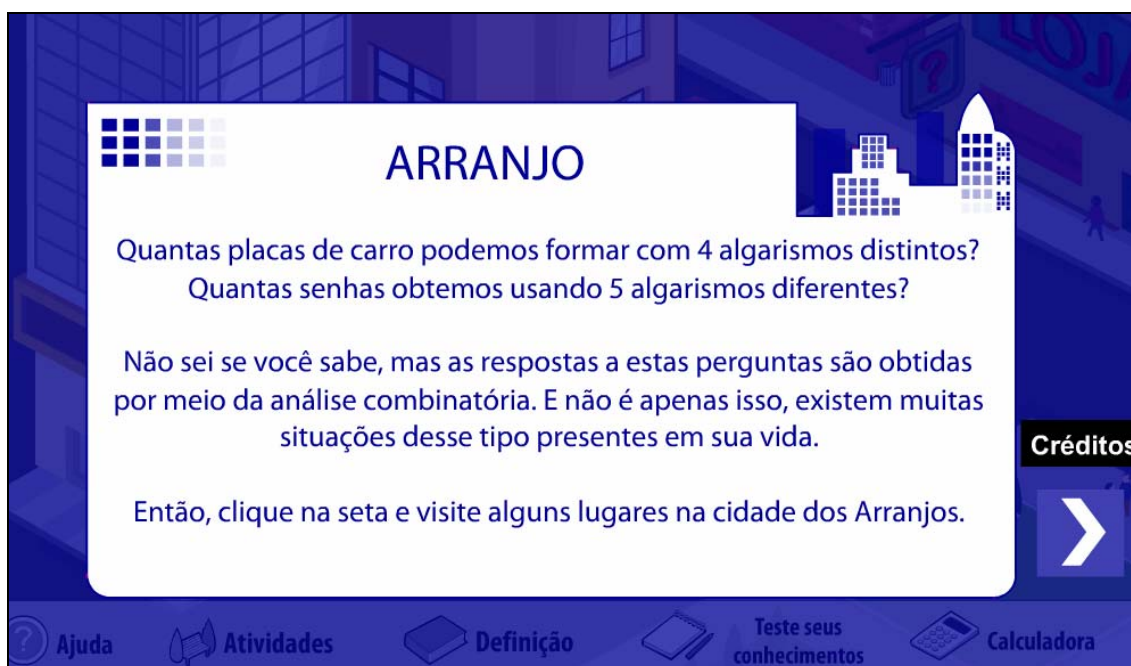 LOJA
?
ARRANJO
Quantas placas de carro podemos formar com 4 algarismos distintos?
Quantas senhas obtemos usando 5 algarismos diferentes?
Não sei se você sabe, mas as respostas a estas perguntas são obtidas
por meio da análise combinatória. E não é apenas isso, existem muitas
situações desse tipo presentes em sua vida.
Então, clique na seta e visite alguns lugares na cidade dos Arranjos.
Créditos
? Ajuda
Atividades
Definição
Teste seus
conhecimentos
Calculadora